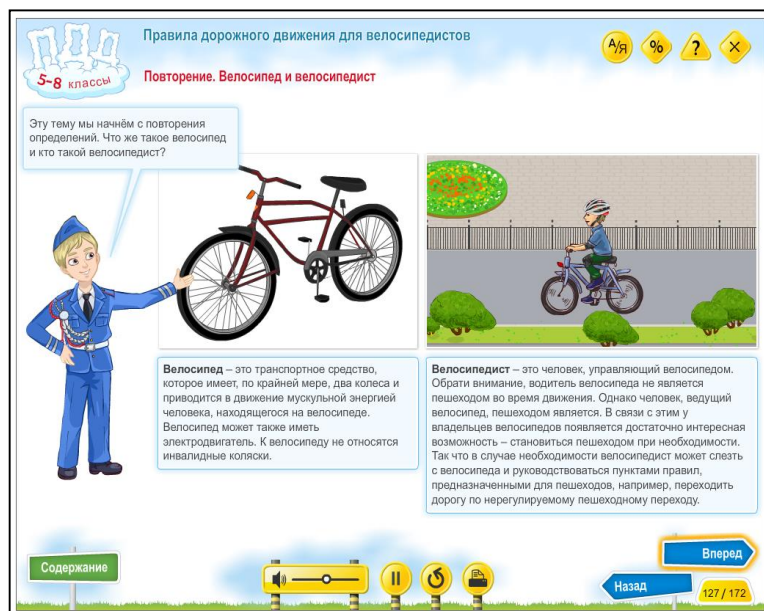 ПДД
5–8 классы
Правила дорожного движения для велосипедистов
Повторение. Велосипед и велосипедист
А/Я
%
?
×
Эту тему мы начнём с повторения
определений. Что же такое велосипед
и кто такой велосипедист?
Велосипед – это транспортное средство,
которое имеет, по крайней мере, два колеса и
приводится в движение мускульной энергией
человека, находящегося на велосипеде.
Велосипед может также иметь
электродвигатель. К велосипеду не относятся
инвалидные коляски.
Велосипедист – это человек, управляющий велосипедом.
Обрати внимание, водитель велосипеда не является
пешеходом во время движения. Однако человек, ведущий
велосипед, пешеходом является. В связи с этим у
владельцев велосипедов появляется достаточно интересная
возможность – становиться пешеходом при необходимости.
Так что в случае необходимости велосипедист может слезть
с велосипеда и руководствоваться пунктами правил,
предназначенными для пешеходов, например, переходить
дорогу по нерегулируемому пешеходному переходу.
Содержание
Вперед
Назад
127 / 172